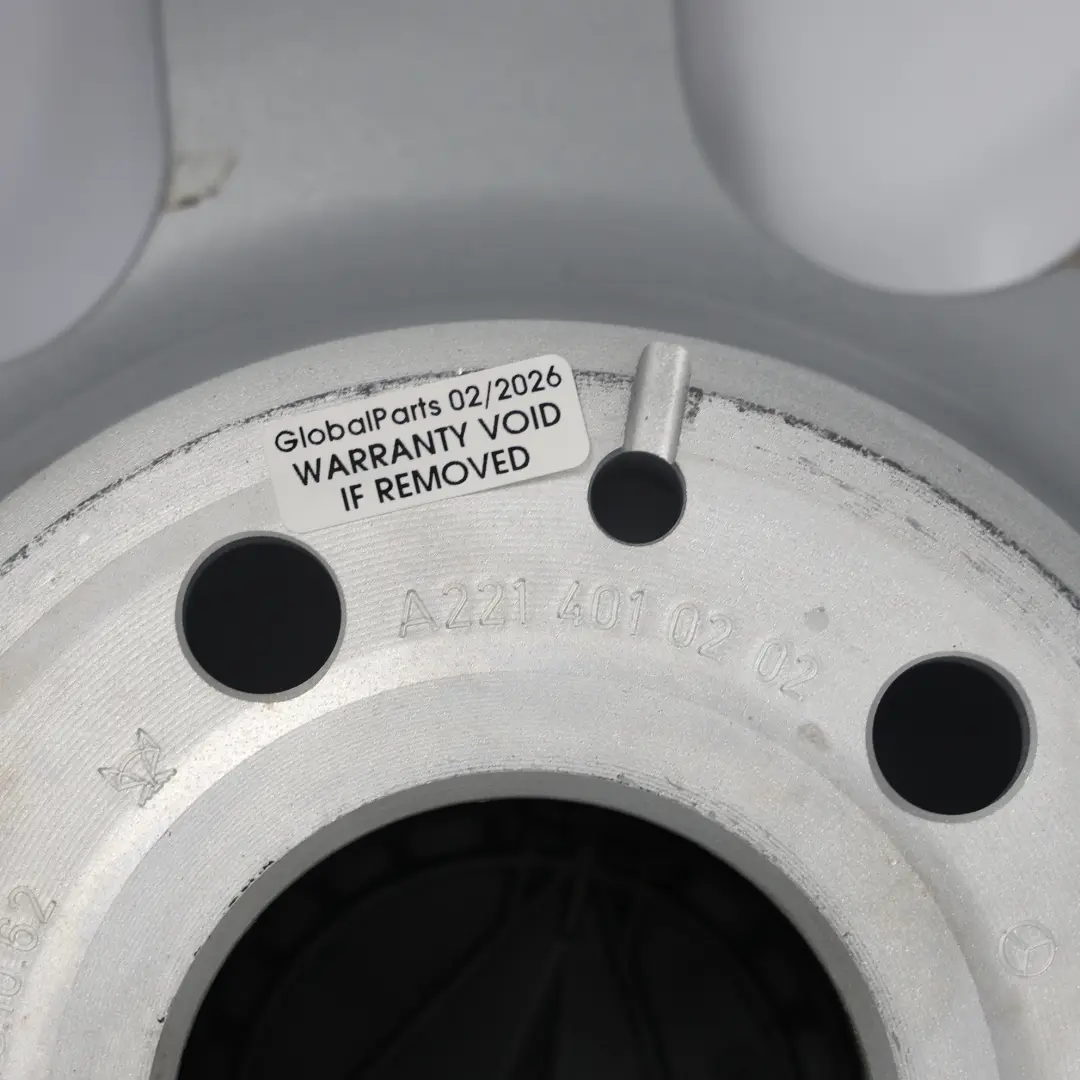 GlobalParts 02/2026
WARRANTY VOID
IF REMOVED
A221 401 02 02